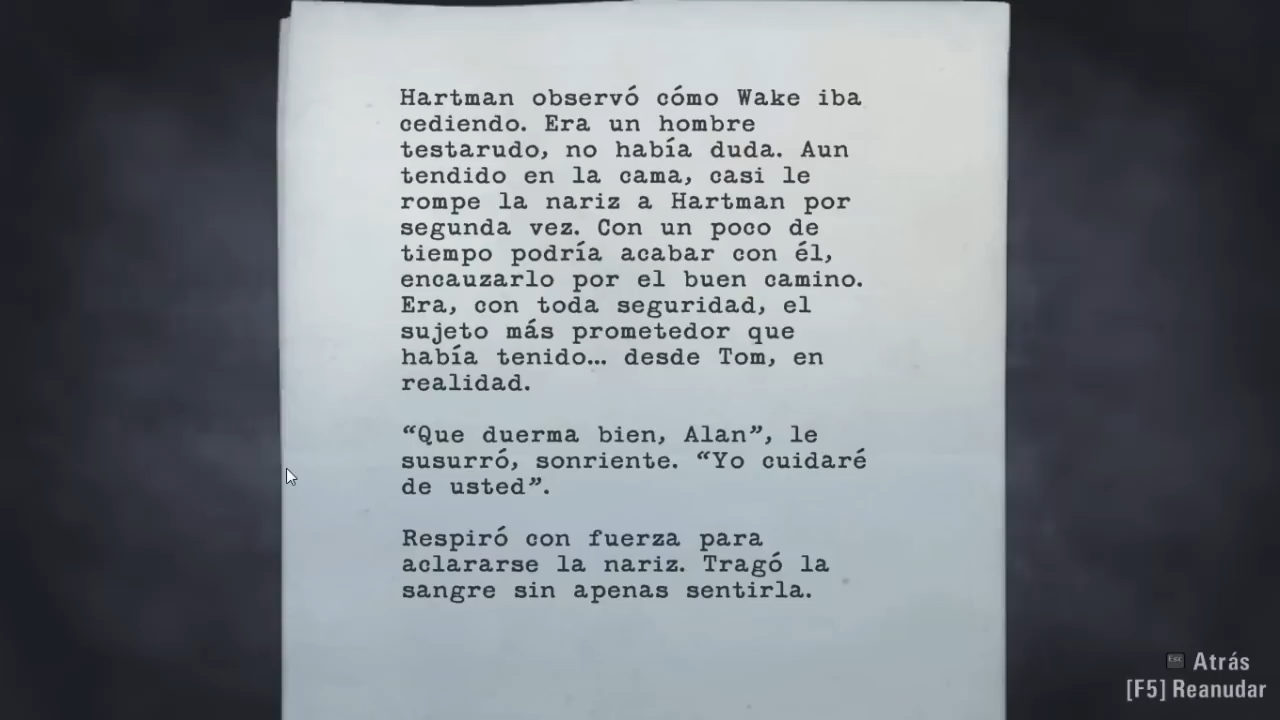 Hartman observó cómo Wake iba
cediendo. Era un hombre
testarudo, no había duda. Aun
tendido en la cama, casi le
rompe la nariz a Hartman por
segunda vez. Con un poco de
tiempo podría acabar con él,
encauzarlo por el buen camino.
Era, con toda seguridad, el
sujeto más prometedor que
había tenido… desde Tom, en
realidad.
“Que duerma bien, Alan”, le
susurró, sonriente. “Yo cuidaré
de usted”.
Respiró con fuerza para
aclararse la nariz. Tragó la
sangre sin apenas sentirla.
Esc Atrás
[F5] Reanudar